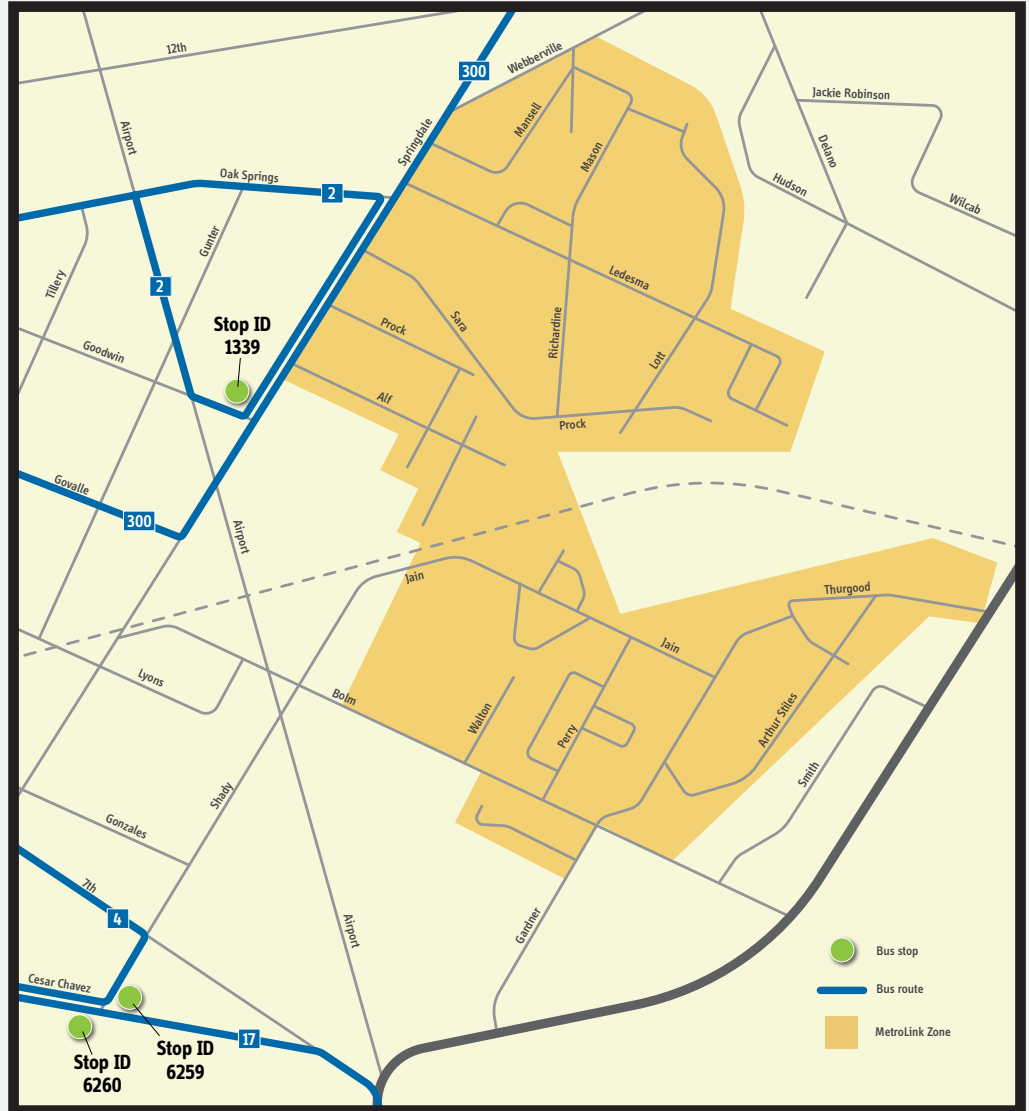 12th
300
Webberville
Jackie Robinson
Airport
Springdale
Mansell
Mason
Delano
Oak Springs
2
Hudson
Wilcab
Gunter
Tillery
2
Ledesma
Stop ID
1339
Sara
Prock
Richardine
Lott
Goodwin
Alf
Prock
Govalle
300
Airport
Jain
Thurgood
Jain
Lyons
Bolm
Walton
Perry
Arthur Stiles
Smith
Shady
Gonzales
7th
4
Airport
Gardner
Bus stop
Cesar Chavez
Bus route
17
MetroLink Zone
Stop ID
6259
Stop ID
6260